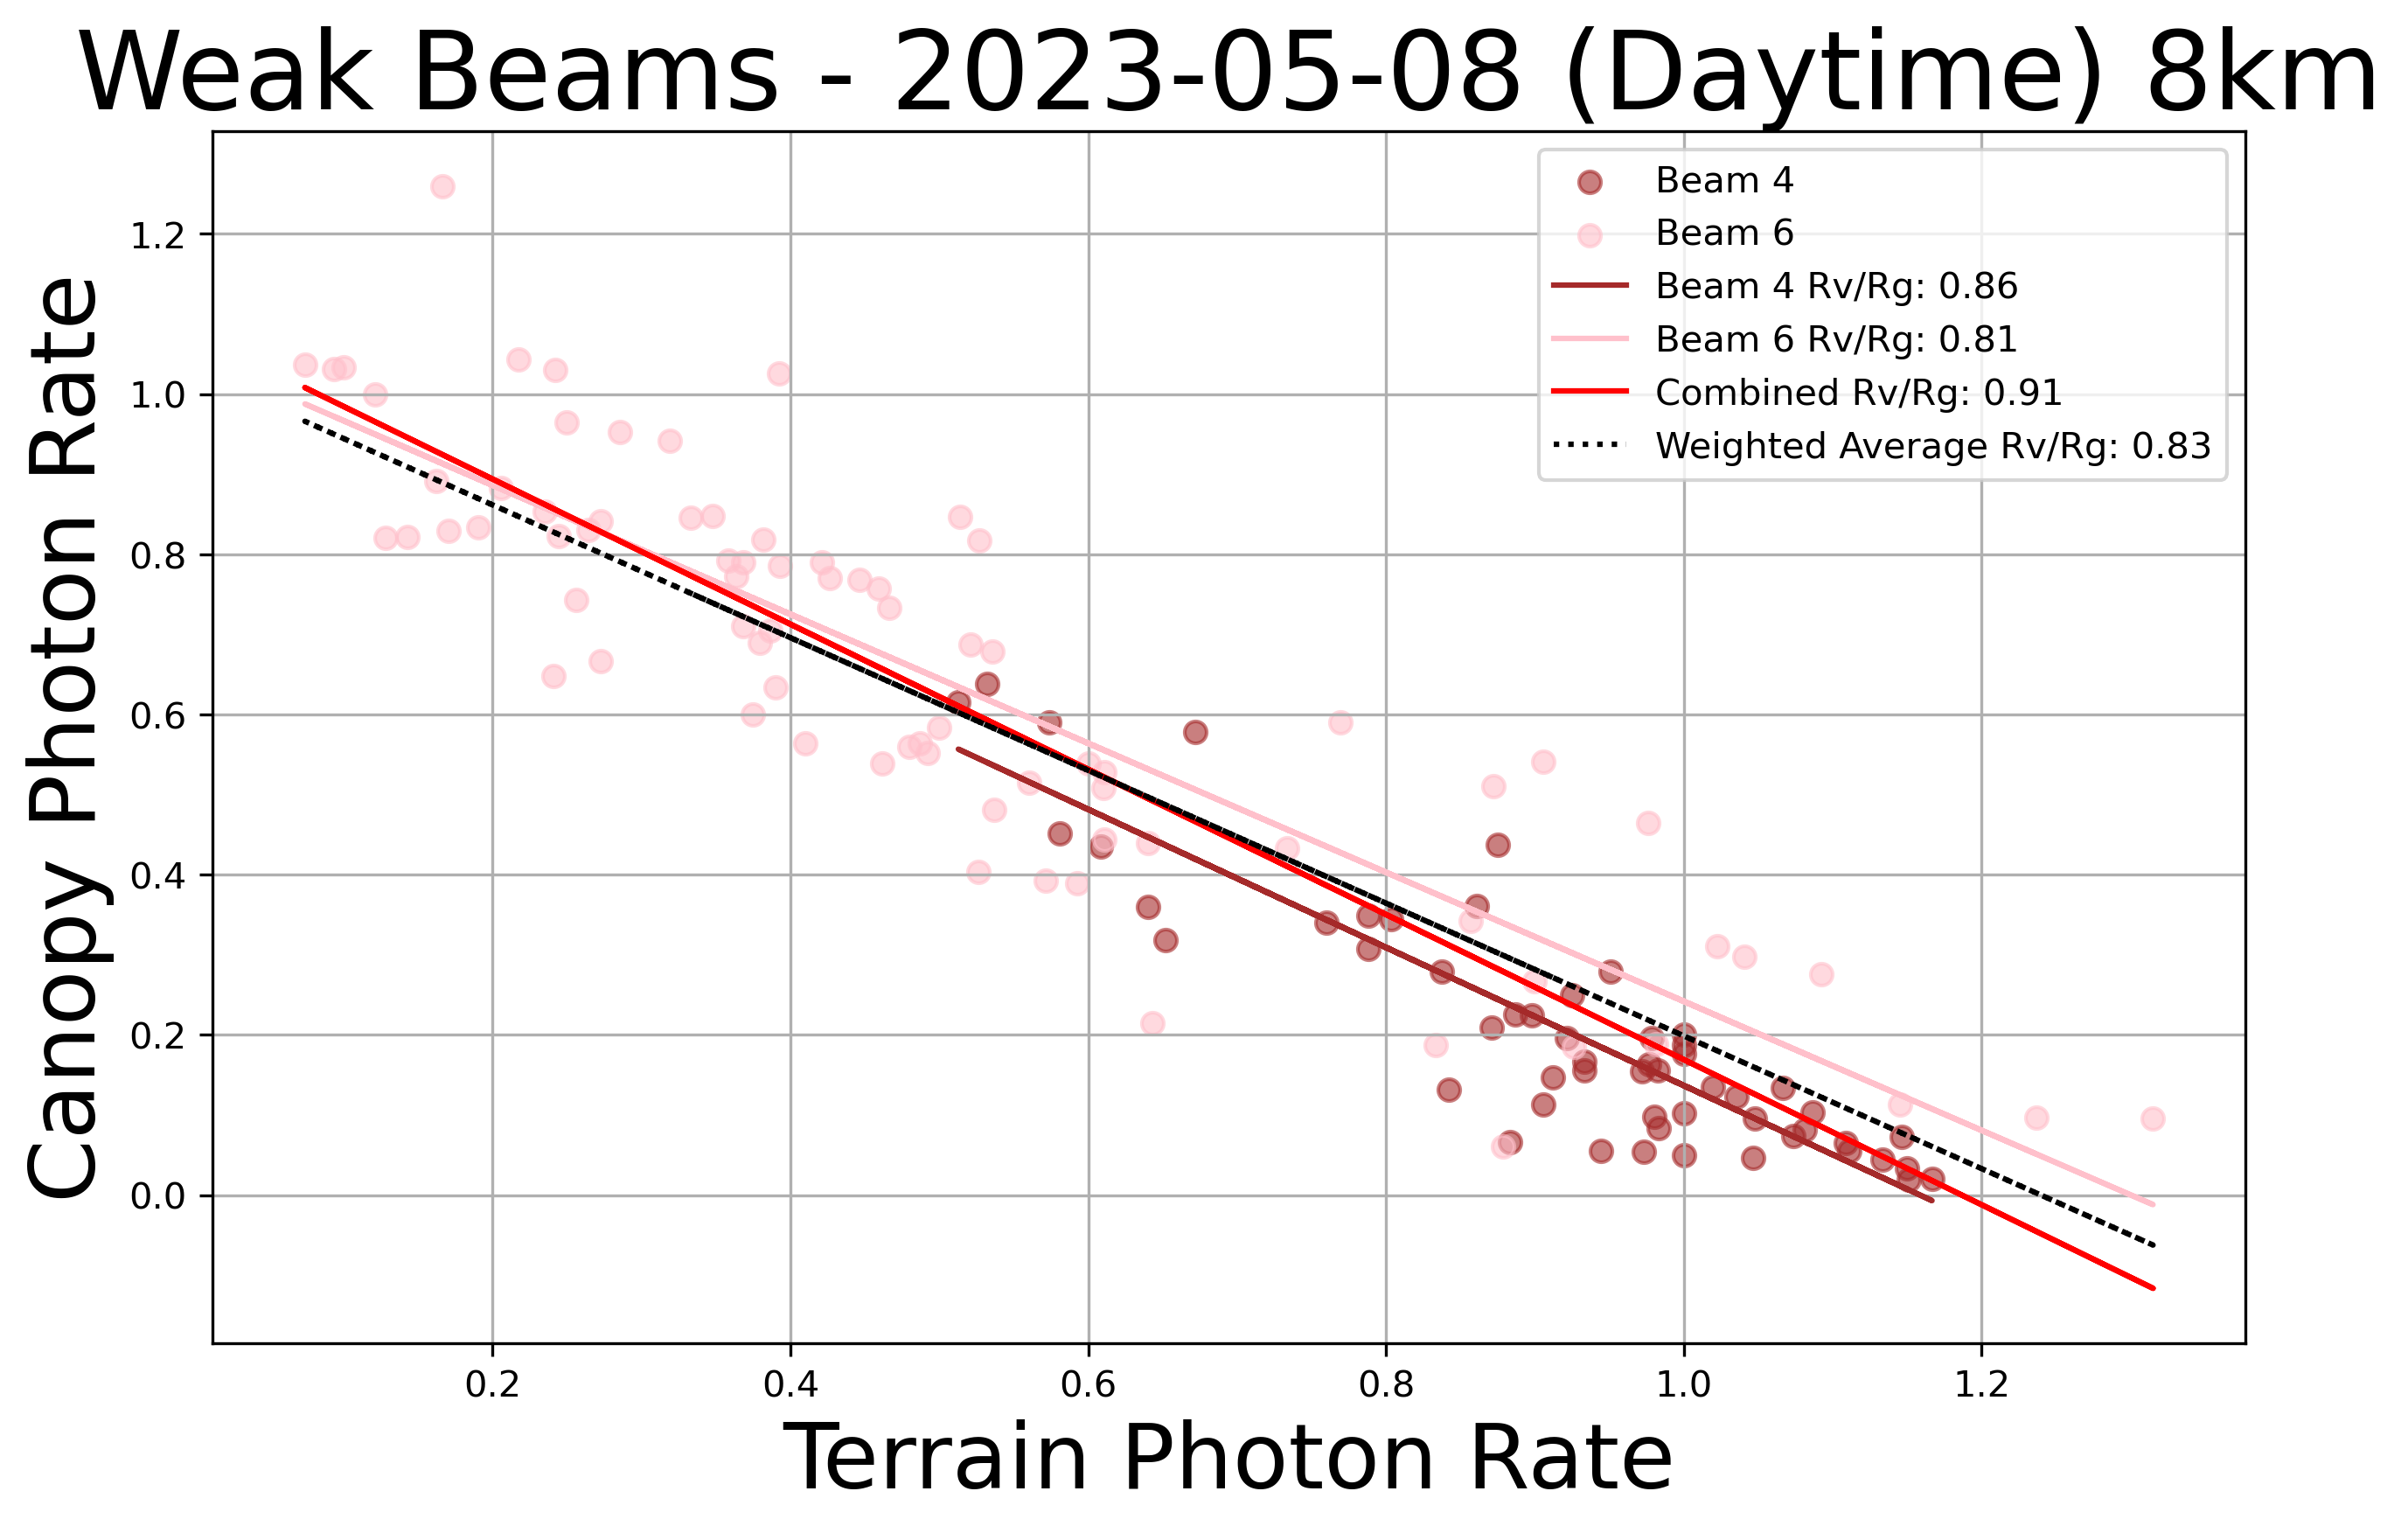 Weak Beams - 2023-05-08 (Daytime) 8km
Beam 4
Beam 6
Beam 4 Rv/Rg: 0.86
Beam 6 Rv/Rg: 0.81
Combined Rv/Rg: 0.91
Weighted Average Rv/Rg: 0.83
Canopy Photon Rate
1.2
1.0
0.8
0.6
0.4
0.2
0.0
0.2 0.4 0.6 0.8 1.0 1.2
Terrain Photon Rate